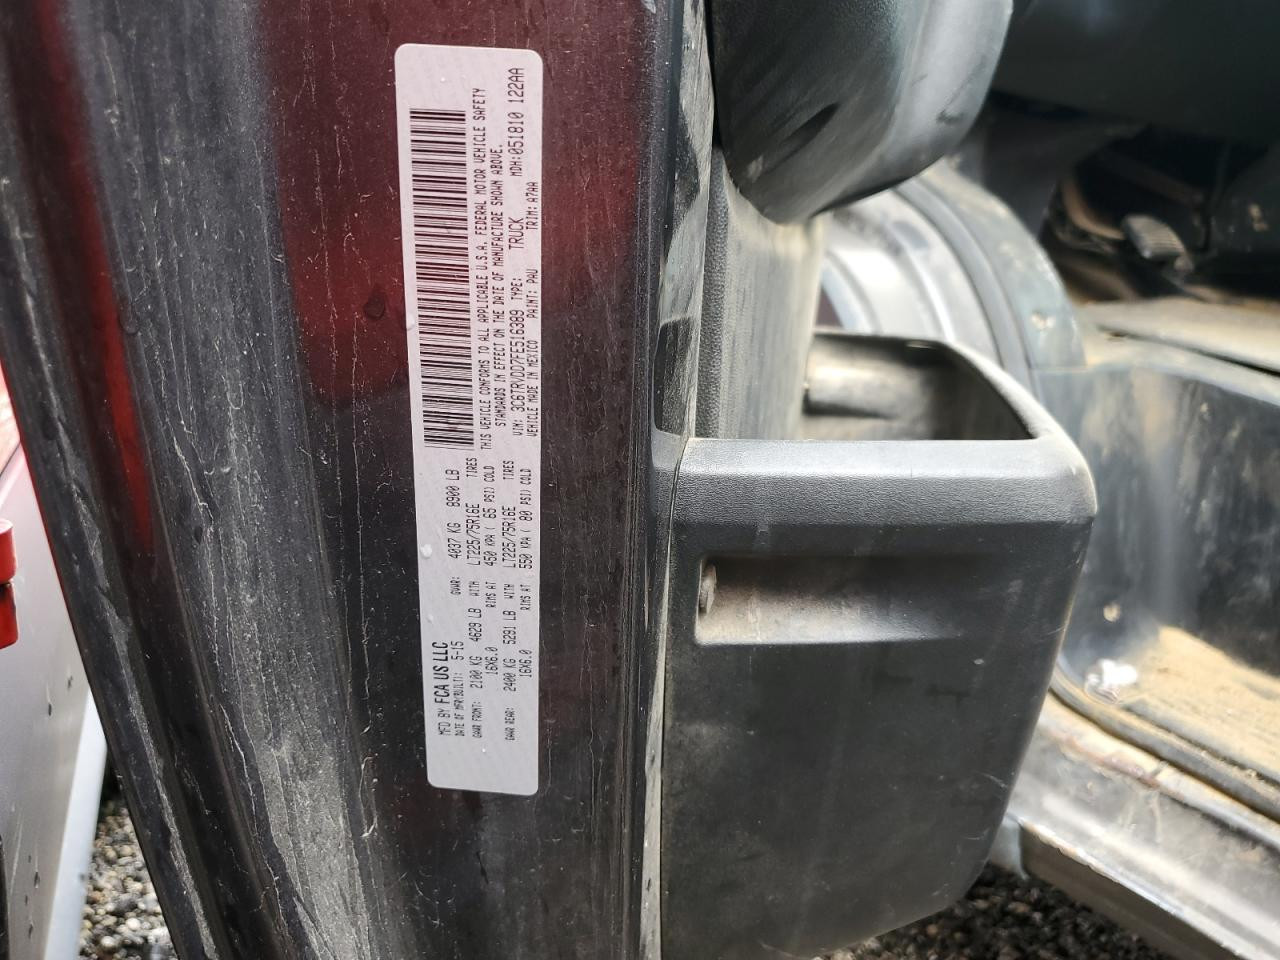 MFD BY FCA US LLC
DATE OF MFR(BUILT): 5-15 GVWR: 4037 KG 8900 LB
GAWR FRONT: 2100 KG 4629 LB WITH LT225/75R16E TIRES
16X6.0 RIMS AT 450 KPA ( 65 PSI) COLD
GAWR REAR: 2400 KG 5291 LB WITH LT225/75R16E TIRES
16X6.0 RIMS AT 550 KPA ( 80 PSI) COLD
THIS VEHICLE CONFORMS TO ALL APPLICABLE U.S.A. FEDERAL MOTOR VEHICLE SAFETY
STANDARDS IN EFFECT ON THE DATE OF MANUFACTURE SHOWN ABOVE.
VIN: 3C6TRVDD7FE516389 TYPE: TRUCK MDH:051810 122AA
VEHICLE MADE IN MEXICO PAINT: PAU TRIM: A7AA